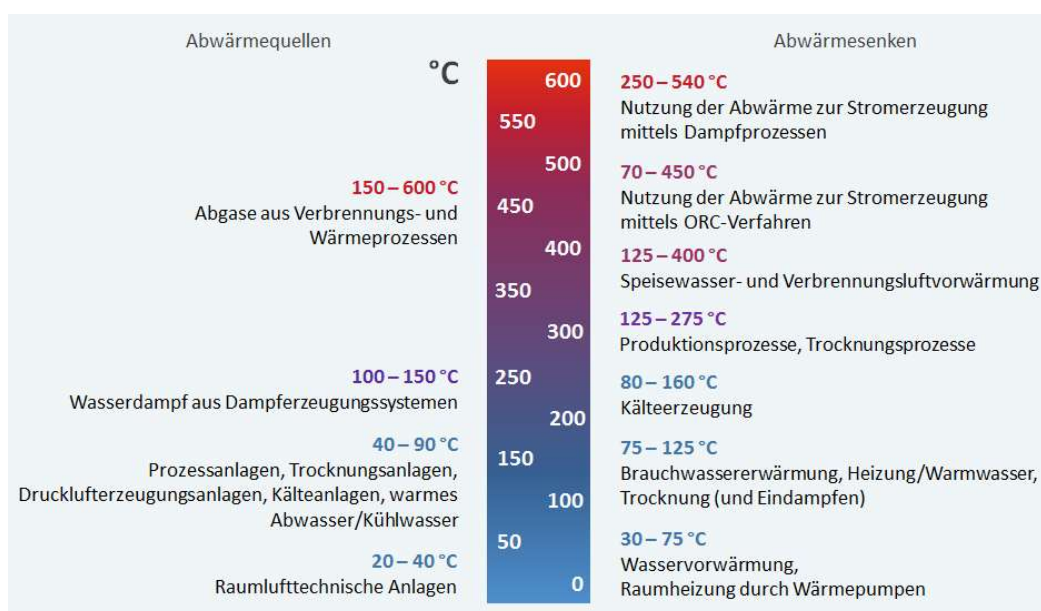 Abwärmequellen
°C
150 – 600 °C
Abgase aus Verbrennungs- und
Wärmeprozessen
100 – 150 °C
Wasserdampf aus Dampferzeugungssystemen
40 – 90 °C
Prozessanlagen, Trocknungsanlagen,
Drucklufterzeugungsanlagen, Kälteanlagen, warmes
Abwasser/Kühlwasser
20 – 40 °C
Raumlufttechnische Anlagen
600
550
500
450
400
350
300
250
200
150
100
50
0
Abwärmesenken
250 – 540 °C
Nutzung der Abwärme zur Stromerzeugung
mittels Dampfprozessen
70 – 450 °C
Nutzung der Abwärme zur Stromerzeugung
mittels ORC-Verfahren
125 – 400 °C
Speisewasser- und Verbrennungsluftvorwärmung
125 – 275 °C
Produktionsprozesse, Trocknungsprozesse
80 – 160 °C
Kälteerzeugung
75 – 125 °C
Brauchwassererwärmung, Heizung/Warmwasser,
Trocknung (und Eindampfen)
30 – 75 °C
Wasservorwärmung,
Raumheizung durch Wärmepumpen